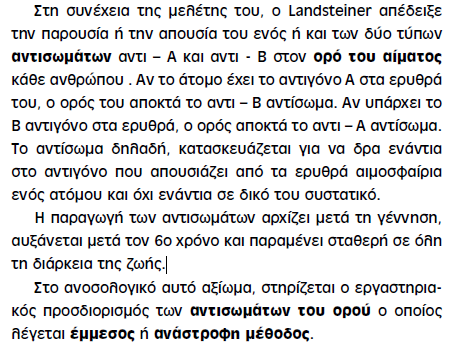 Στη συνέχεια της μελέτης του, ο Landsteiner απέδειξε
την παρουσία ή την απουσία του ενός ή και των δύο τύπων
αντισωμάτων αντι – Α και αντι - Β στον ορό του αίματος
κάθε ανθρώπου . Αν το άτομο έχει το αντιγόνο Α στα ερυθρά
του, ο ορός του αποκτά το αντι – Β αντίσωμα. Αν υπάρχει το
Β αντιγόνο στα ερυθρά, ο ορός αποκτά το αντι – Α αντίσωμα.
Το αντίσωμα δηλαδή, κατασκευάζεται για να δρα ενάντια
στο αντιγόνο που απουσιάζει από τα ερυθρά αιμοσφαίρια
ενός ατόμου και όχι ενάντια σε δικό του συστατικό.
Η παραγωγή των αντισωμάτων αρχίζει μετά τη γέννηση,
αυξάνεται μετά τον 6ο χρόνο και παραμένει σταθερή σε όλη
τη διάρκεια της ζωής.
Στο ανοσολογικό αυτό αξίωμα, στηρίζεται ο εργαστηρια-
κός προσδιορισμός των αντισωμάτων του ορού ο οποίος
λέγεται έμμεσος ή ανάστροφη μέθοδος.